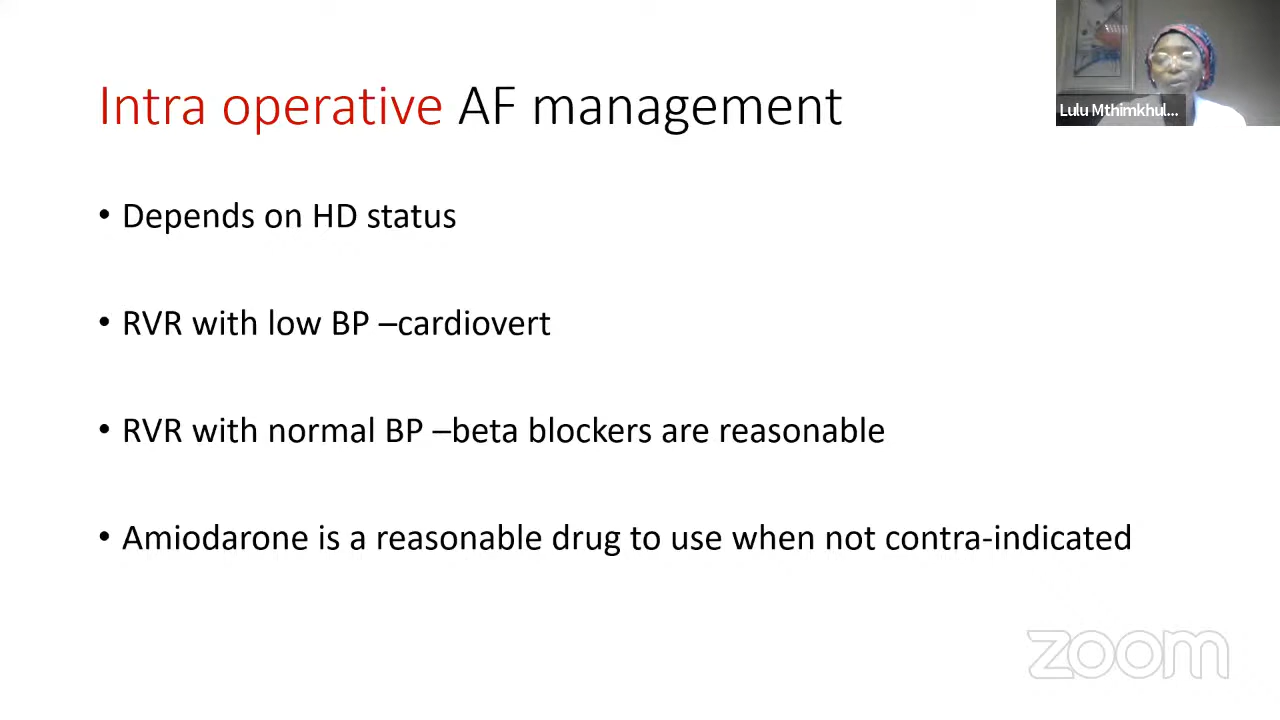 Intra operative AF management
Lulu Mthimkhul...
• Depends on HD status
• RVR with low BP –cardiovert
• RVR with normal BP –beta blockers are reasonable
• Amiodarone is a reasonable drug to use when not contra-indicated
zoom